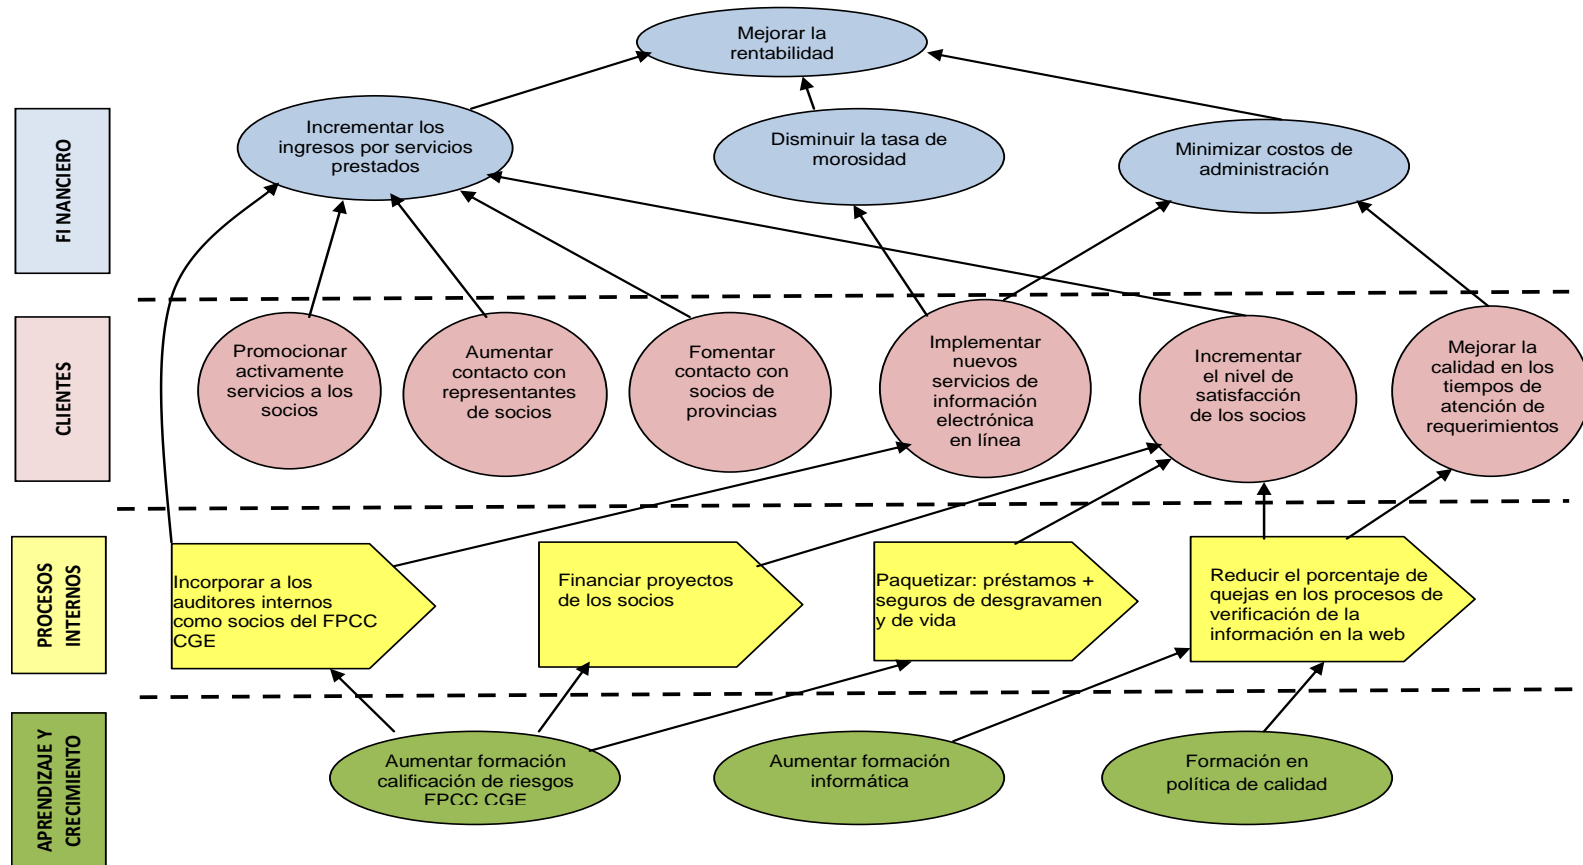 Mejorar la
rentabilidad
FI NANCIERO
Incrementar los
ingresos por servicios
prestados
Disminuir la tasa de
morosidad
Minimizar costos de
administración
CLIENTES
Promocionar
activamente
servicios a los
socios
Aumentar
contacto con
representantes
de socios
Fomentar
contacto con
socios de
provincias
Implementar
nuevos
servicios de
información
electrónica
en línea
Incrementar
el nivel de
satisfacción
de los socios
Mejorar la
calidad en los
tiempos de
atención de
requerimientos
PROCESOS
INTERNOS
Incorporar a los
auditores internos
como socios del FPCC
CGE
Financiar proyectos
de los socios
Paquetizar: préstamos +
seguros de desgravamen
y de vida
Reducir el porcentaje de
quejas en los procesos de
verificación de la
información en la web
APRENDIZAJE Y
CRECIMIENTO
Aumentar formación
calificación de riesgos
FPCC CGE
Aumentar formación
informática
Formación en
política de calidad